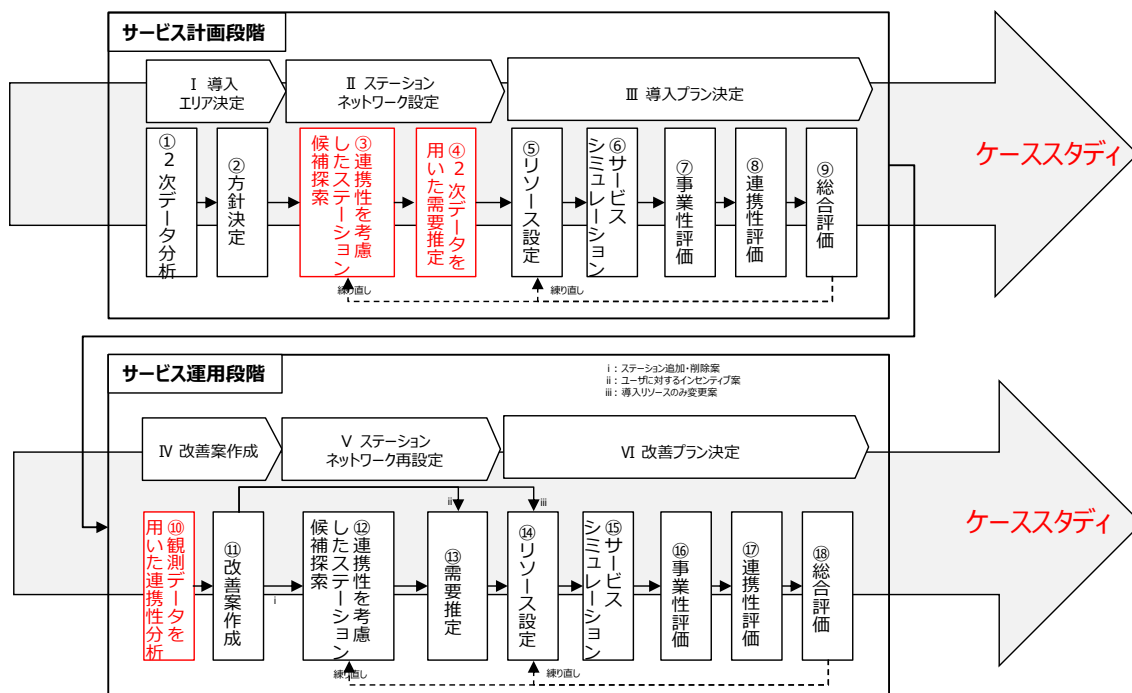 サービス計画段階
Ⅰ 導入
エリア決定
Ⅱ ステーション
ネットワーク設定
Ⅲ 導入プラン決定
①2次データ分析
②方針決定
③連携性を考慮
したステーション
候補探索
④2次データを
用いた需要推定
⑤リソース設定
⑥サービス
シミュレーション
⑦事業性評価
⑧連携性評価
⑨総合評価
ケーススタディ
練り直し
練り直し
サービス運用段階
ⅰ:ステーション追加・削除案
ⅱ:ユーザに対するインセンティブ案
ⅲ:導入リソースのみ変更案
Ⅳ 改善案作成
Ⅴ ステーション
ネットワーク再設定
Ⅵ 改善プラン決定
ⅱ
ⅲ
⑩観測データを
用いた連携性分析
⑪改善案作成
ⅰ
⑫連携性を考慮
したステーション
候補探索
⑬需要推定
⑭リソース設定
⑮サービス
シミュレーション
⑯事業性評価
⑰連携性評価
⑱総合評価
ケーススタディ
練り直し
練り直し